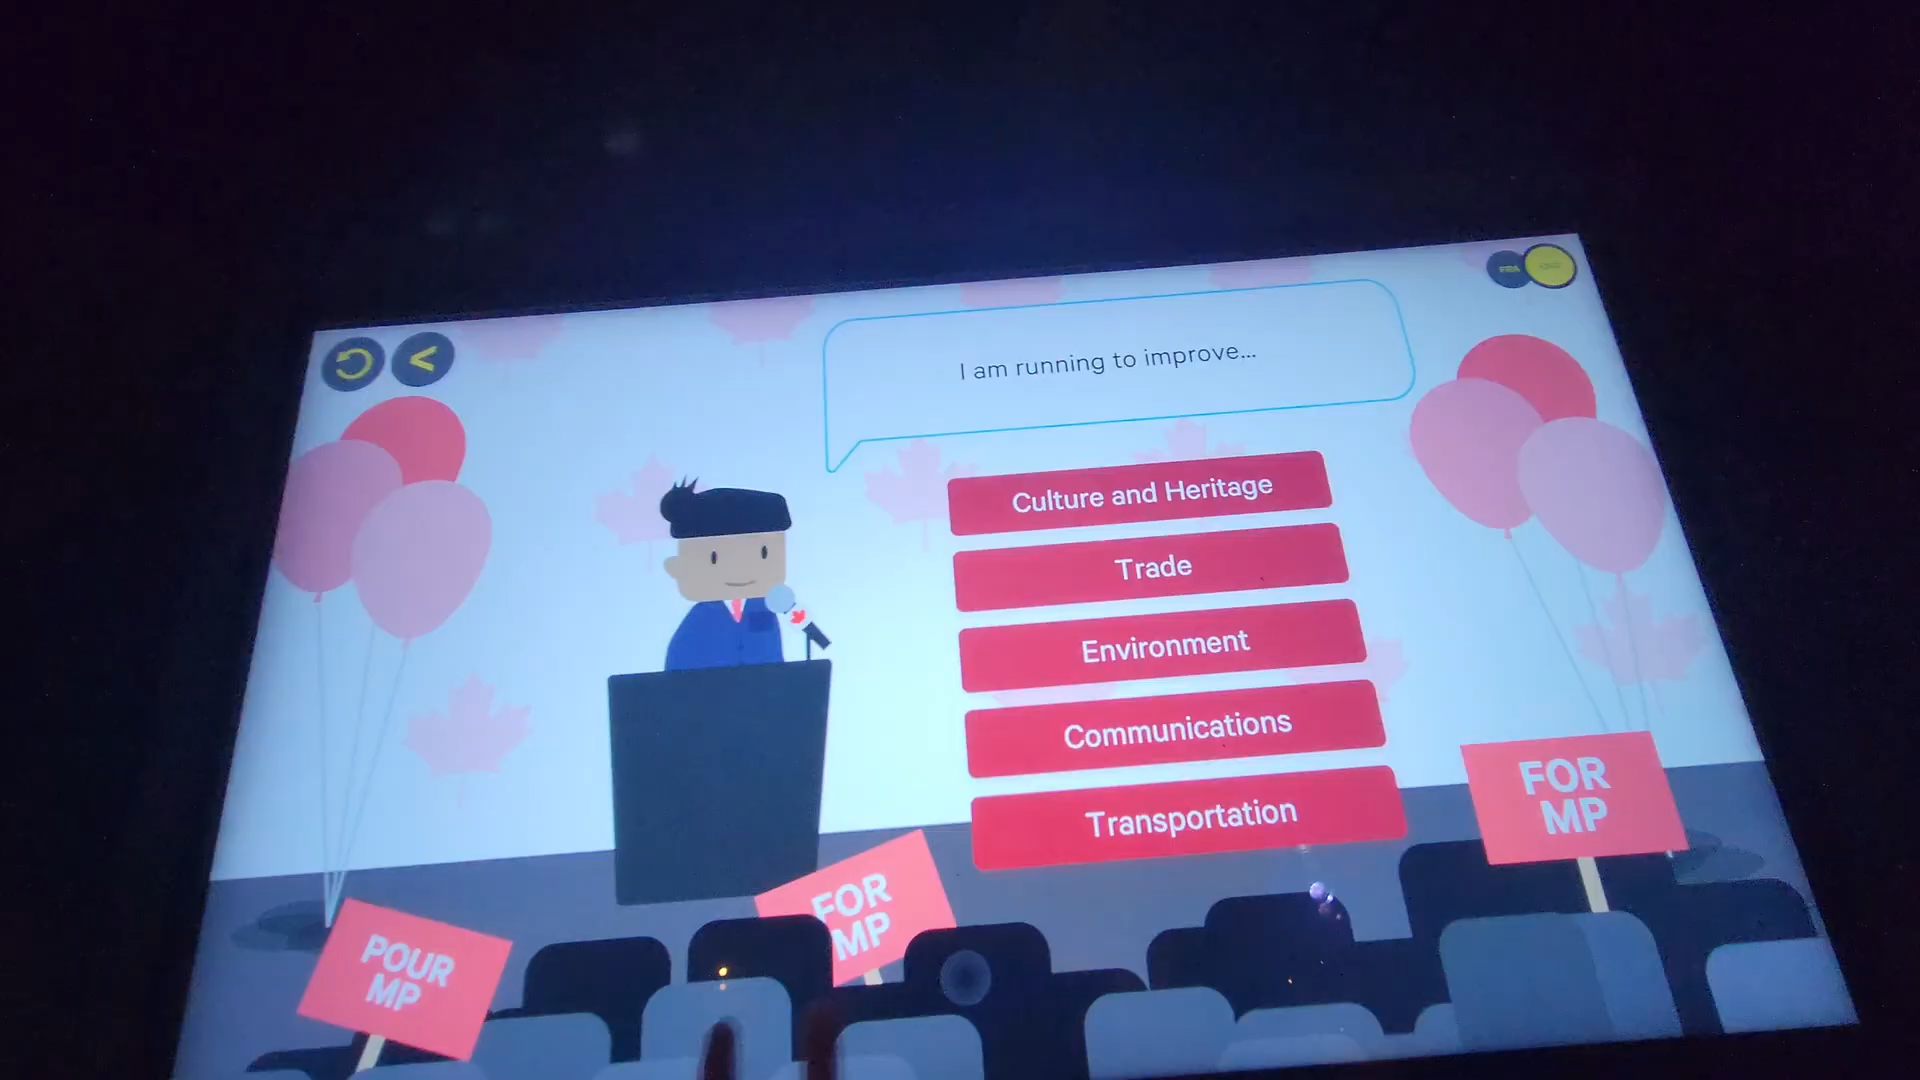 I am running to improve...
Culture and Heritage
Trade
Environment
Communications
Transportation
FOR
MP
FOR
MP
POUR
MP